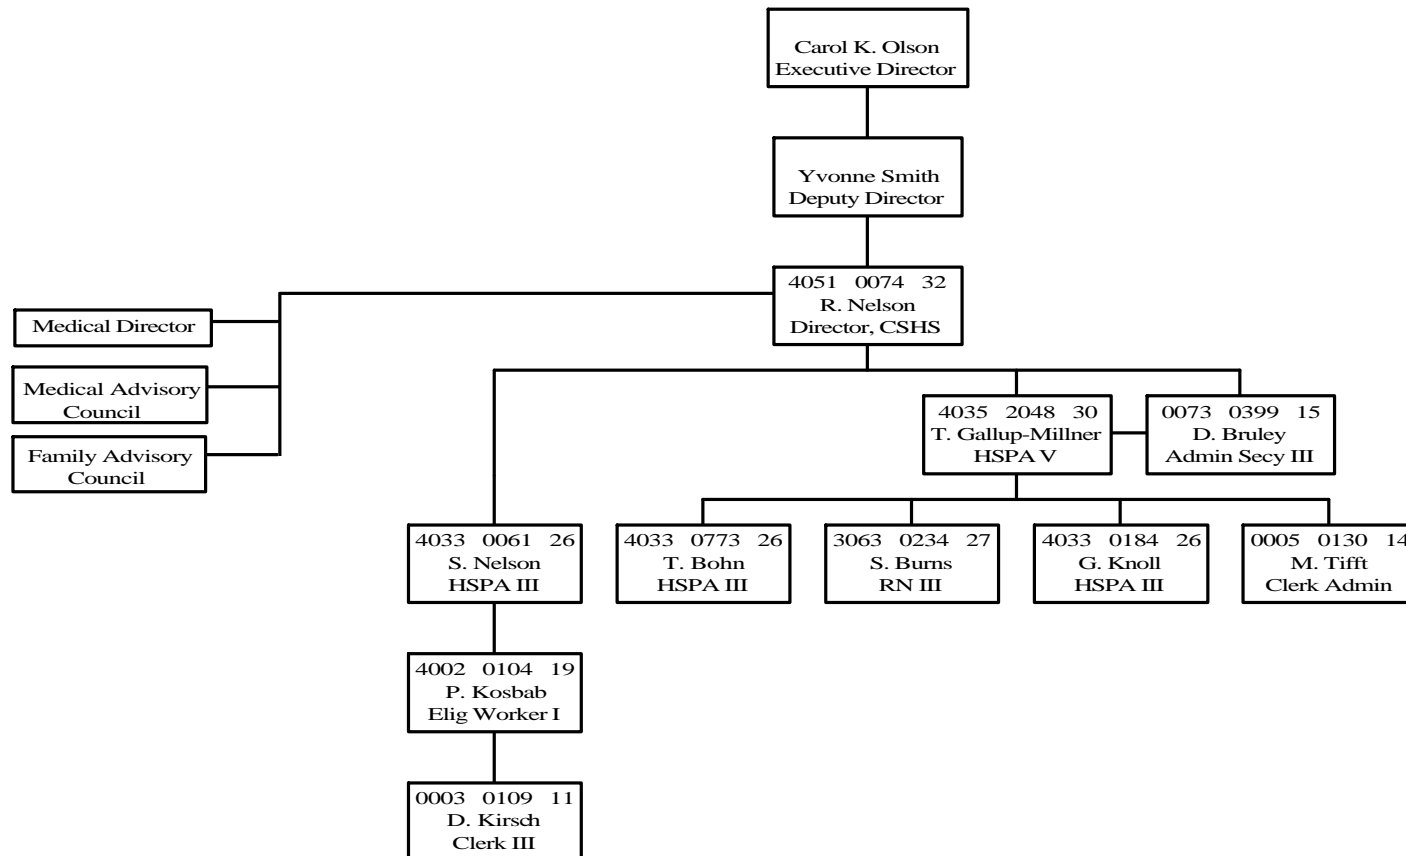 Carol K. Olson
Executive Director
Yvonne Smith
Deputy Director
4051 0074 32
R. Nelson
Director, CSHS
Medical Director
Medical Advisory
Council
Family Advisory
Council
4035 2048 30
T. Gallup-Millner
HSPA V
0073 0399 15
D. Bruley
Admin Secy III
4033 0061 26
S. Nelson
HSPA III
4033 0773 26
T. Bohn
HSPA III
3063 0234 27
S. Burns
RN III
4033 0184 26
G. Knoll
HSPA III
0005 0130 14
M. Tifft
Clerk Admin
4002 0104 19
P. Kosbab
Elig Worker I
0003 0109 11
D. Kirsch
Clerk III